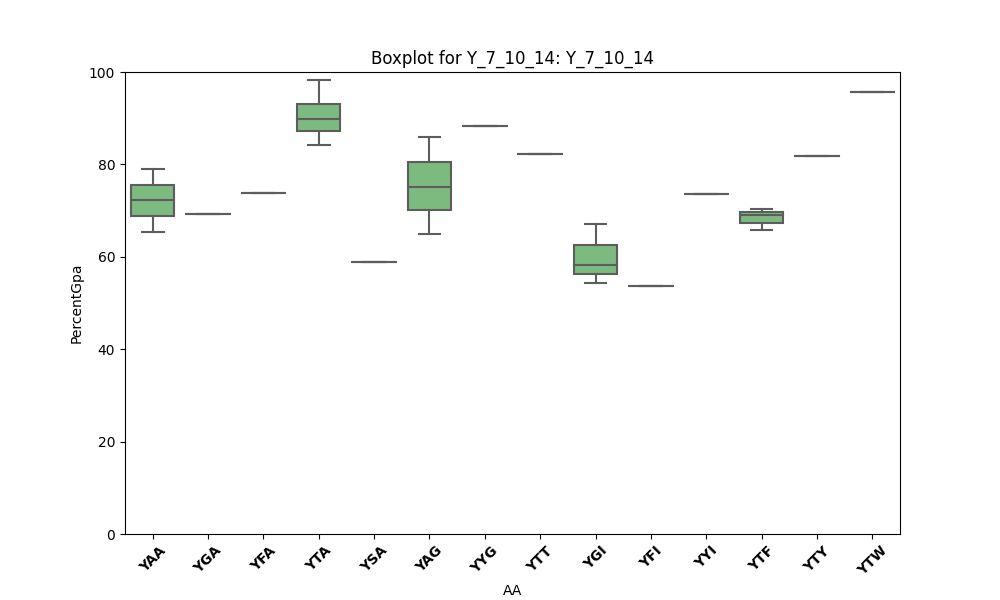 Boxplot for Y_7_10_14: Y_7_10_14
100
80
60
40
20
0
PercentGpa
YAA YGA YFA YTA YSA YAG YYG YTT YGI YFI YYI YTF YTY YTW
AA